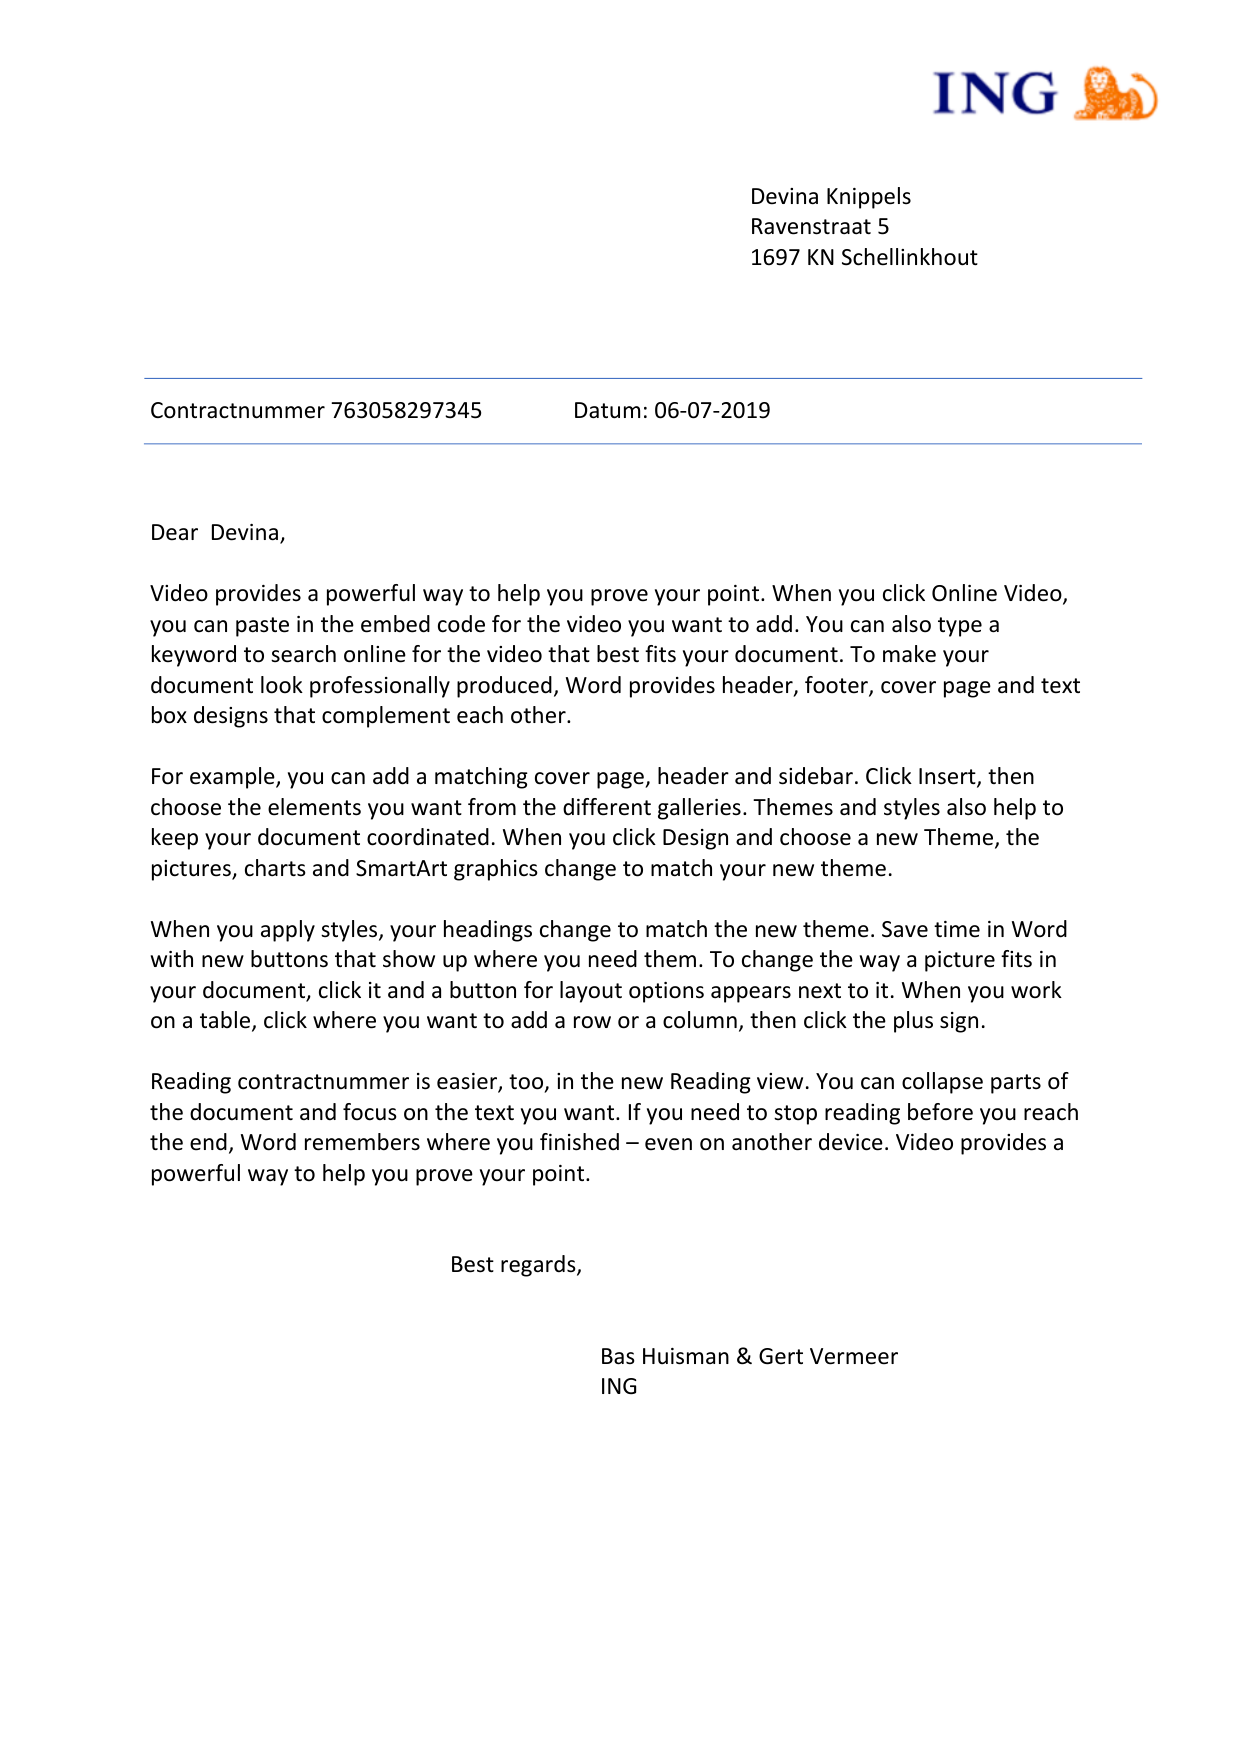 ING
Devina Knippels
Ravenstraat 5
1697 KN Schellinkhout
Contractnummer 763058297345 Datum: 06-07-2019
Dear  Devina,
Video provides a powerful way to help you prove your point. When you click Online Video,
you can paste in the embed code for the video you want to add. You can also type a
keyword to search online for the video that best fits your document. To make your
document look professionally produced, Word provides header, footer, cover page and text
box designs that complement each other.
For example, you can add a matching cover page, header and sidebar. Click Insert, then
choose the elements you want from the different galleries. Themes and styles also help to
keep your document coordinated. When you click Design and choose a new Theme, the
pictures, charts and SmartArt graphics change to match your new theme.
When you apply styles, your headings change to match the new theme. Save time in Word
with new buttons that show up where you need them. To change the way a picture fits in
your document, click it and a button for layout options appears next to it. When you work
on a table, click where you want to add a row or a column, then click the plus sign.
Reading contractnummer is easier, too, in the new Reading view. You can collapse parts of
the document and focus on the text you want. If you need to stop reading before you reach
the end, Word remembers where you finished – even on another device. Video provides a
powerful way to help you prove your point.
Best regards,
Bas Huisman & Gert Vermeer
ING